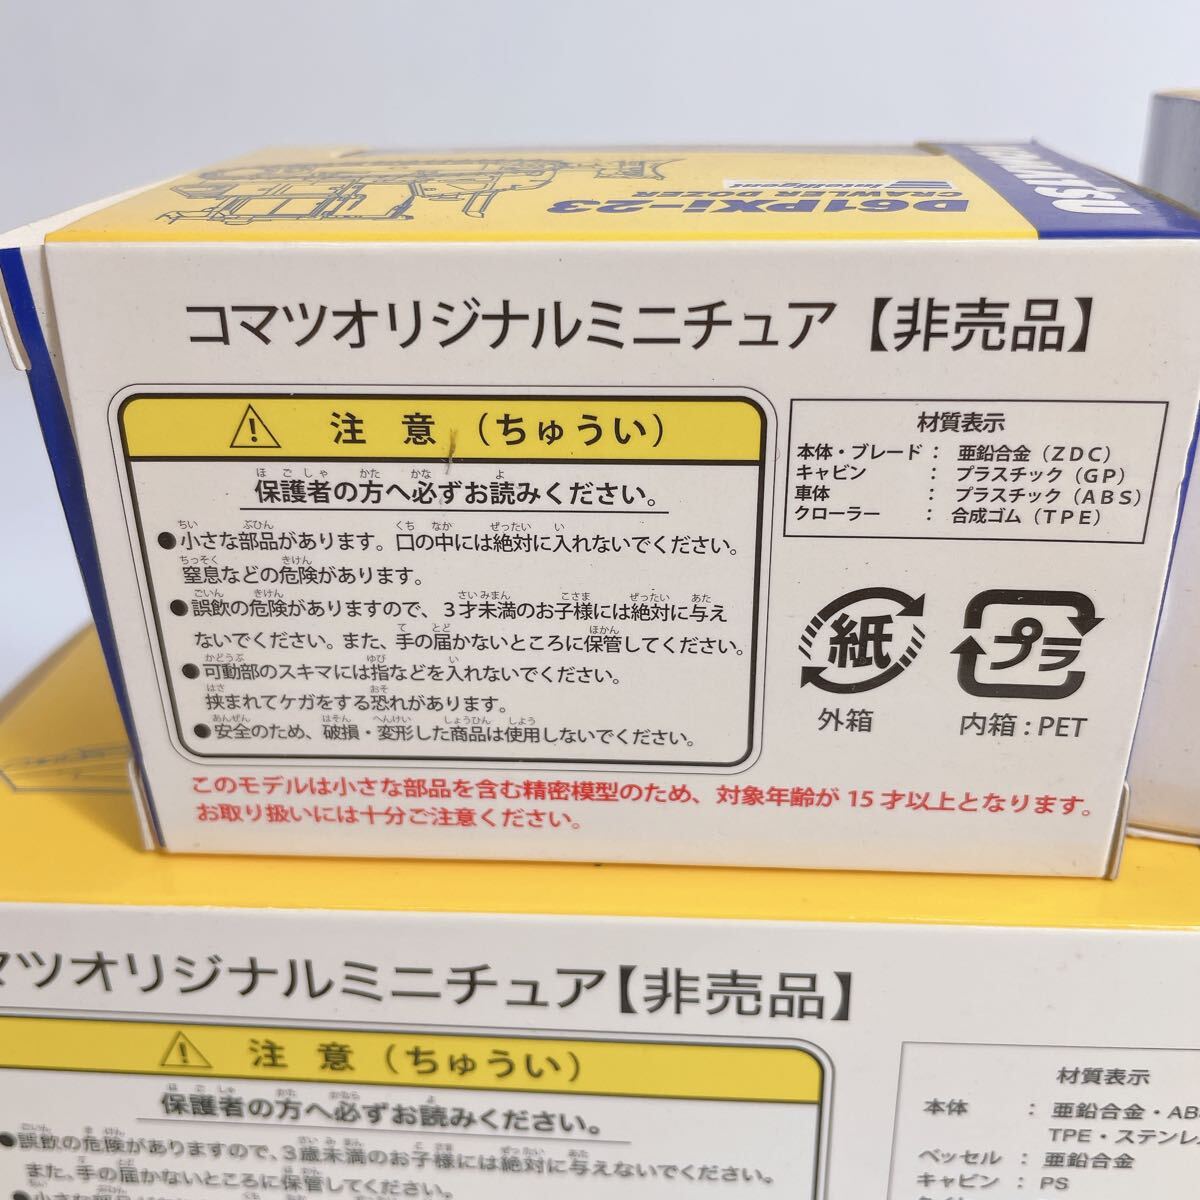 KOMATSU
D61PXi-23
CRAWLER DOZER
intelligent
コマツオリジナルミニチュア【非売品】
注 意 （ちゅうい）
保護者の方へ必ずお読みください。
●小さな部品があります。口の中には絶対に入れないでください。
窒息などの危険があります。
●誤飲の危険がありますので、3才未満のお子様には絶対に与え
ないでください。また、手の届かないところに保管してください。
●可動部のスキマには指などを入れないでください。
挟まれてケガをする恐れがあります。
●安全のため、破損・変形した商品は使用しないでください。
このモデルは小さな部品を含む精密模型のため、対象年齢が 15 才以上となります。
お取り扱いには十分ご注意ください。
材質表示
本体・ブレード ： 亜鉛合金（ZDC）
キャビン ： プラスチック（GP）
車体 ： プラスチック（ABS）
クローラー ： 合成ゴム（TPE）
紙
外箱
プラ
内箱 : PET
マツオリジナルミニチュア【非売品】
注 意 （ちゅうい）
保護者の方へ必ずお読みください。
●誤飲の危険がありますので、3歳未満のお子様には絶対に与えないでください。
また、手の届かないところに保管してください。
材質表示
本体 ： 亜鉛合金・AB
TPE・ステンレ
ベッセル ： 亜鉛合金
キャビン ： PS